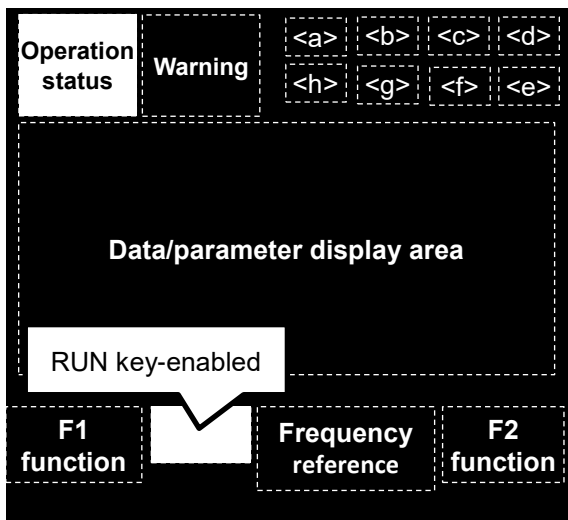 Operation
status
Warning
<a> <b> <c> <d>
<h> <g> <f> <e>
Data/parameter display area
RUN key-enabled
F1
function
Frequency
reference
F2
function